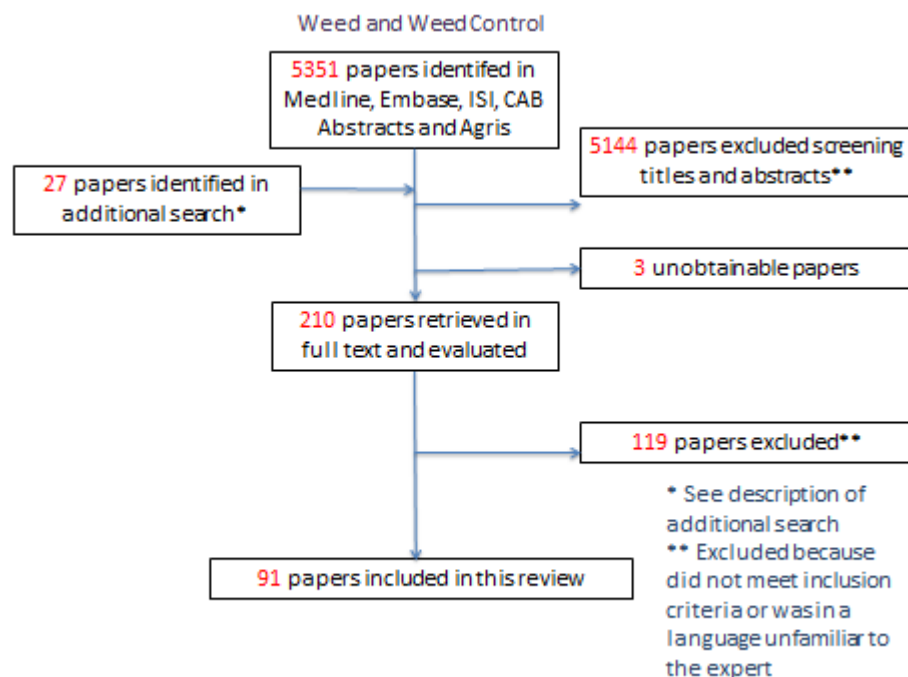 Weed and Weed Control
5351 papers identifed in
Medline, Embase, ISI, CAB
Abstracts and Agris
5144 papers excluded screening
titles and abstracts**
27 papers identified in
additional search*
3 unobtainable papers
210 papers retrieved in
full text and evaluated
119 papers excluded**
* See description of
additional search
** Excluded because
did not meet inclusion
criteria or was in a
language unfamiliar to
the expert
91 papers included in this review